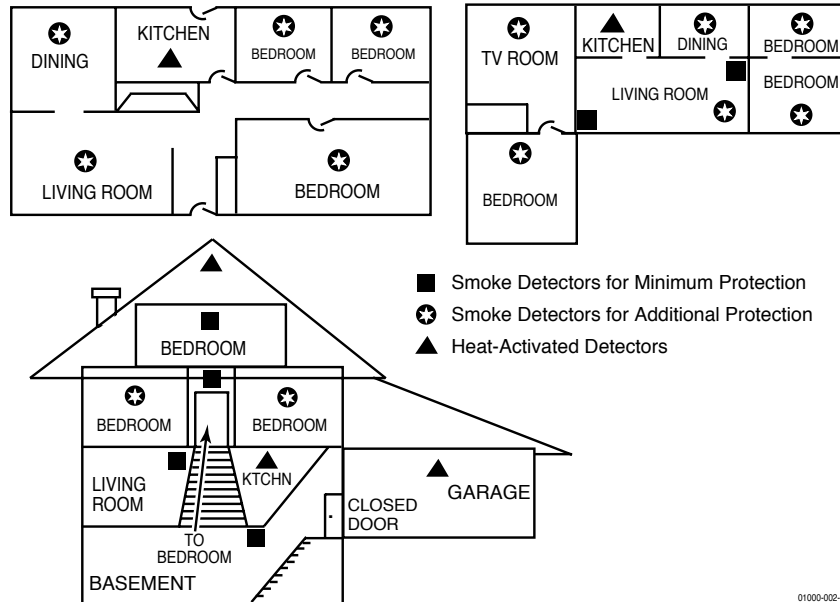 DINING
KITCHEN
BEDROOM
BEDROOM
LIVING ROOM
BEDROOM
TV ROOM
KITCHEN
DINING
BEDROOM
LIVING ROOM
BEDROOM
BEDROOM
Smoke Detectors for Minimum Protection
Smoke Detectors for Additional Protection
Heat-Activated Detectors
BEDROOM
BEDROOM
BEDROOM
LIVING
ROOM
KTCHN
TO
BEDROOM
BASEMENT
CLOSED
DOOR
GARAGE